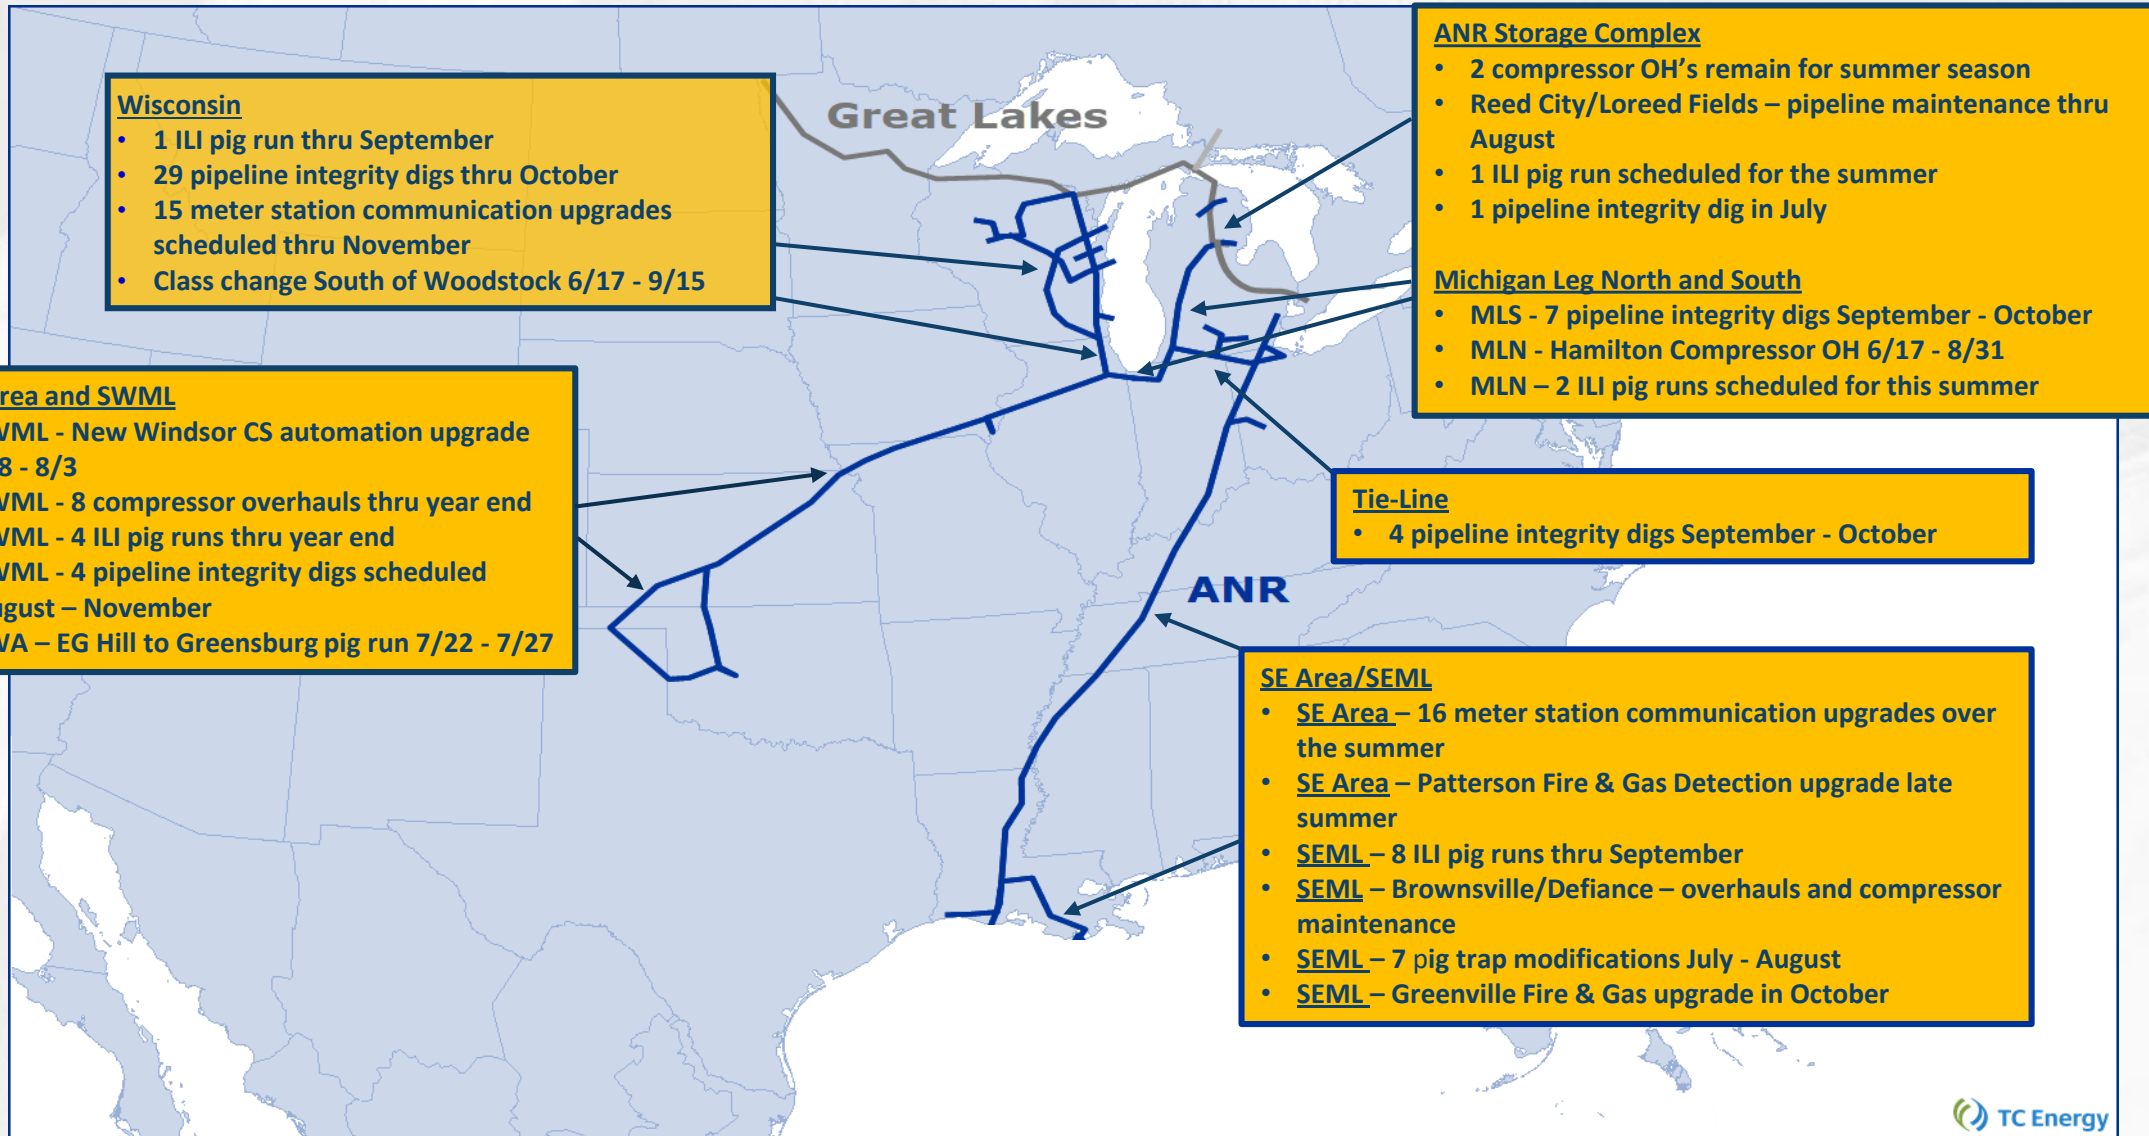 Wisconsin
• 1 ILI pig run thru September
• 29 pipeline integrity digs thru October
• 15 meter station communication upgrades
scheduled thru November
• Class change South of Woodstock 6/17 - 9/15
Great Lakes
ANR Storage Complex
• 2 compressor OH's remain for summer season
• Reed City/Loreed Fields – pipeline maintenance thru
August
• 1 ILI pig run scheduled for the summer
• 1 pipeline integrity dig in July
Michigan Leg North and South
• MLS - 7 pipeline integrity digs September - October
• MLN - Hamilton Compressor OH 6/17 - 8/31
• MLN – 2 ILI pig runs scheduled for this summer
and SWML
- New Windsor CS automation upgrade
8 - 8/3
- 8 compressor overhauls thru year end
- 4 ILI pig runs thru year end
- 4 pipeline integrity digs scheduled
– November
– EG Hill to Greensburg pig run 7/22 - 7/27
Tie-Line
• 4 pipeline integrity digs September - October
ANR
SE Area/SEML
• SE Area – 16 meter station communication upgrades over
the summer
• SE Area – Patterson Fire & Gas Detection upgrade late
summer
• SEML – 8 ILI pig runs thru September
• SEML – Brownsville/Defiance – overhauls and compressor
maintenance
• SEML – 7 pig trap modifications July - August
• SEML – Greenville Fire & Gas upgrade in October
TC Energy